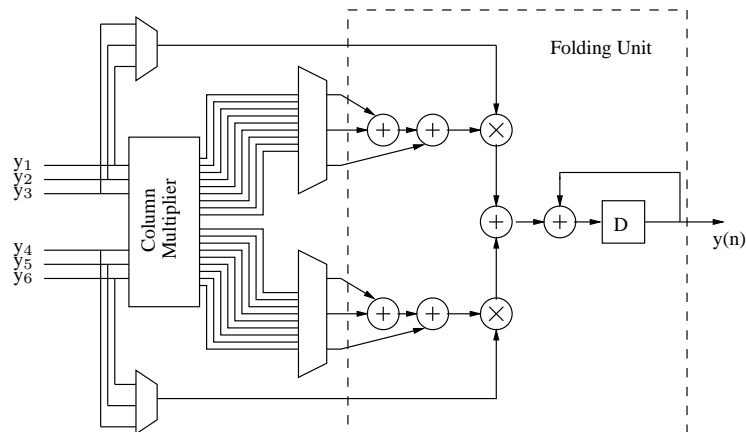 Folding Unit
y1
y2
y3
Column
Multiplier
y4
y5
y6
+
+
×
+
+
D
y(n)
+
+
×